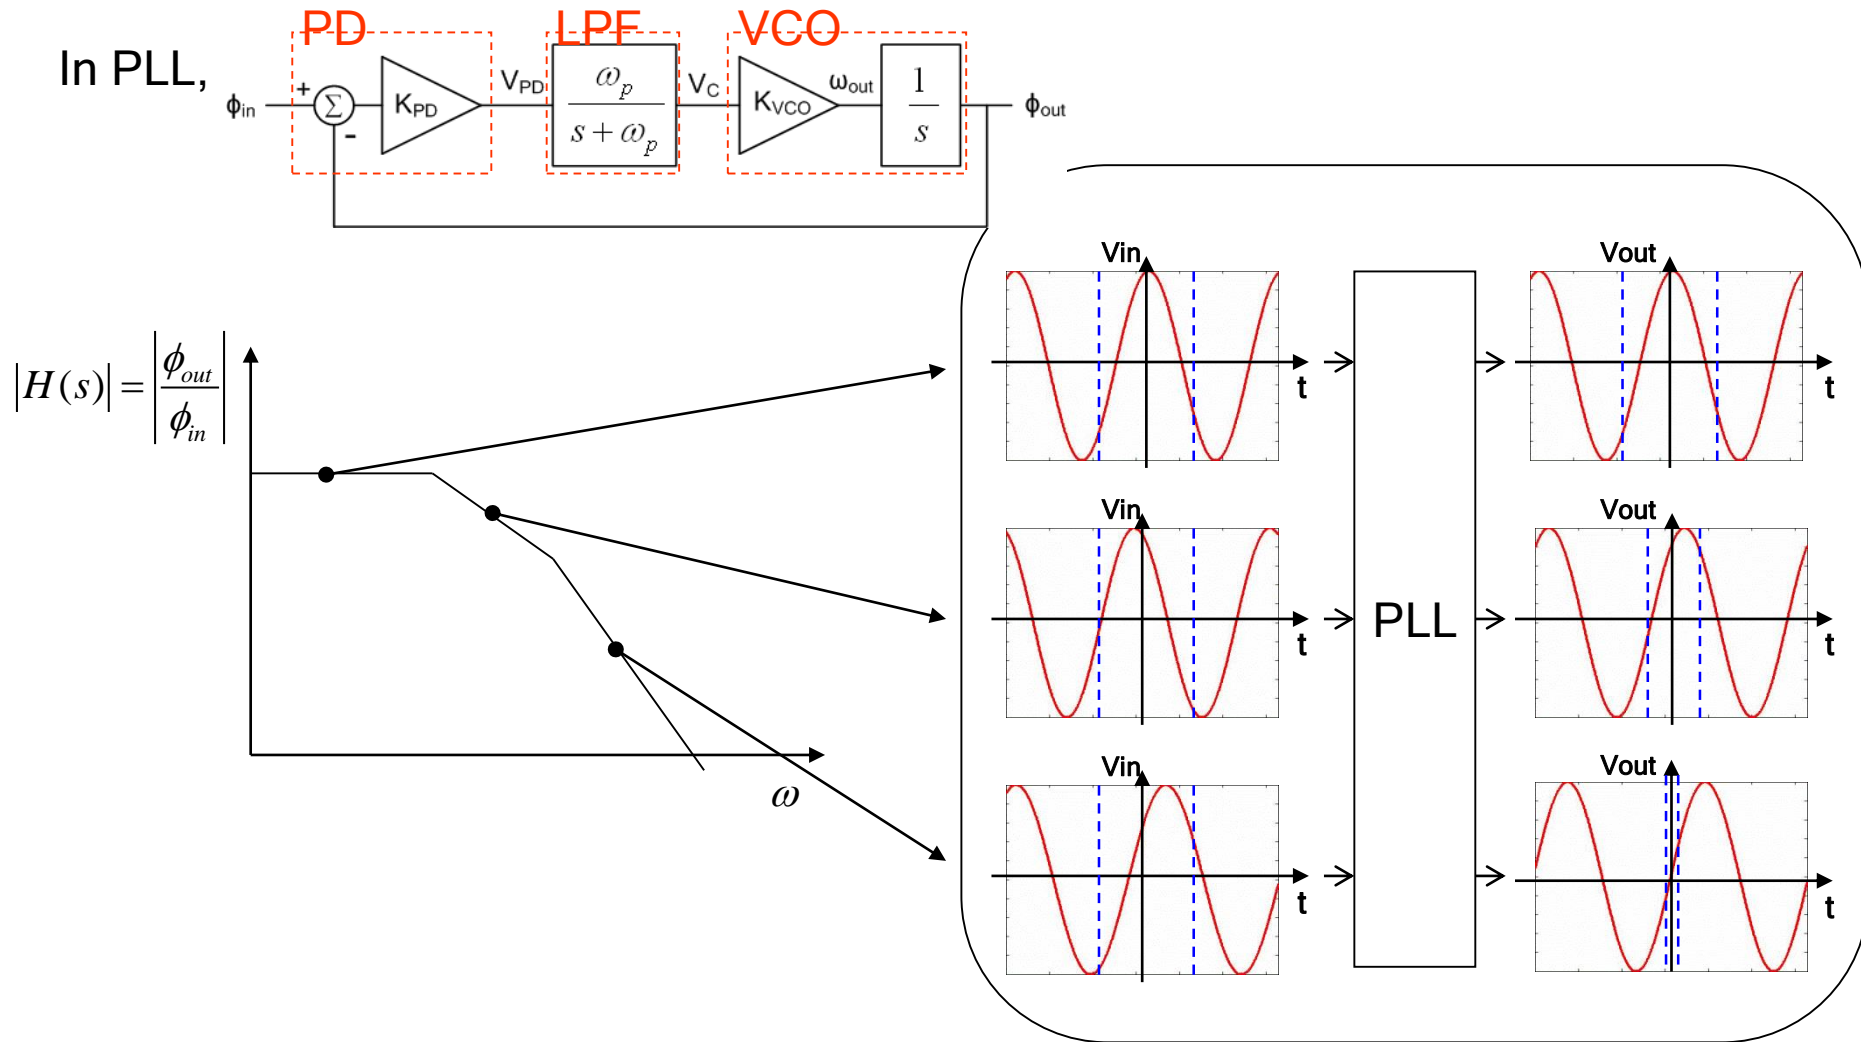 PD LPF VCO
In PLL,
ϕin + Σ - KPD VPD ωp / (s + ωp) VC KVCO ωout 1 / s ϕout
|H(s)| = |ϕout / ϕin|
ω
Vin t Vout t
Vin t PLL Vout t
Vin t Vout t